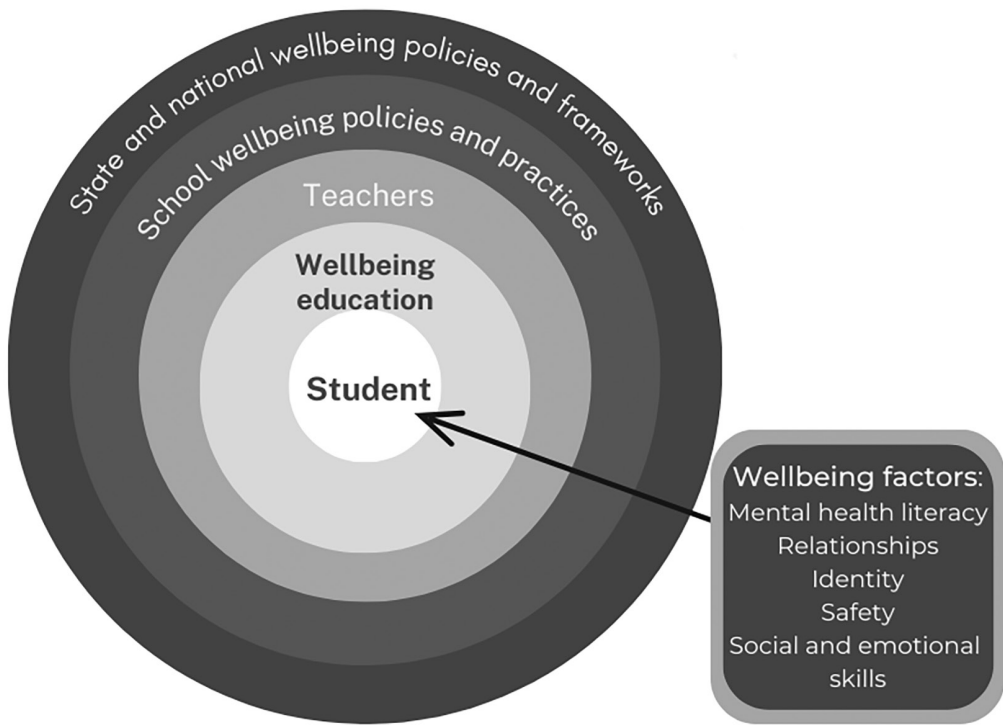 State and national wellbeing policies and frameworks
School wellbeing policies and practices
Teachers
Wellbeing
education
Student
Wellbeing factors:
Mental health literacy
Relationships
Identity
Safety
Social and emotional
skills